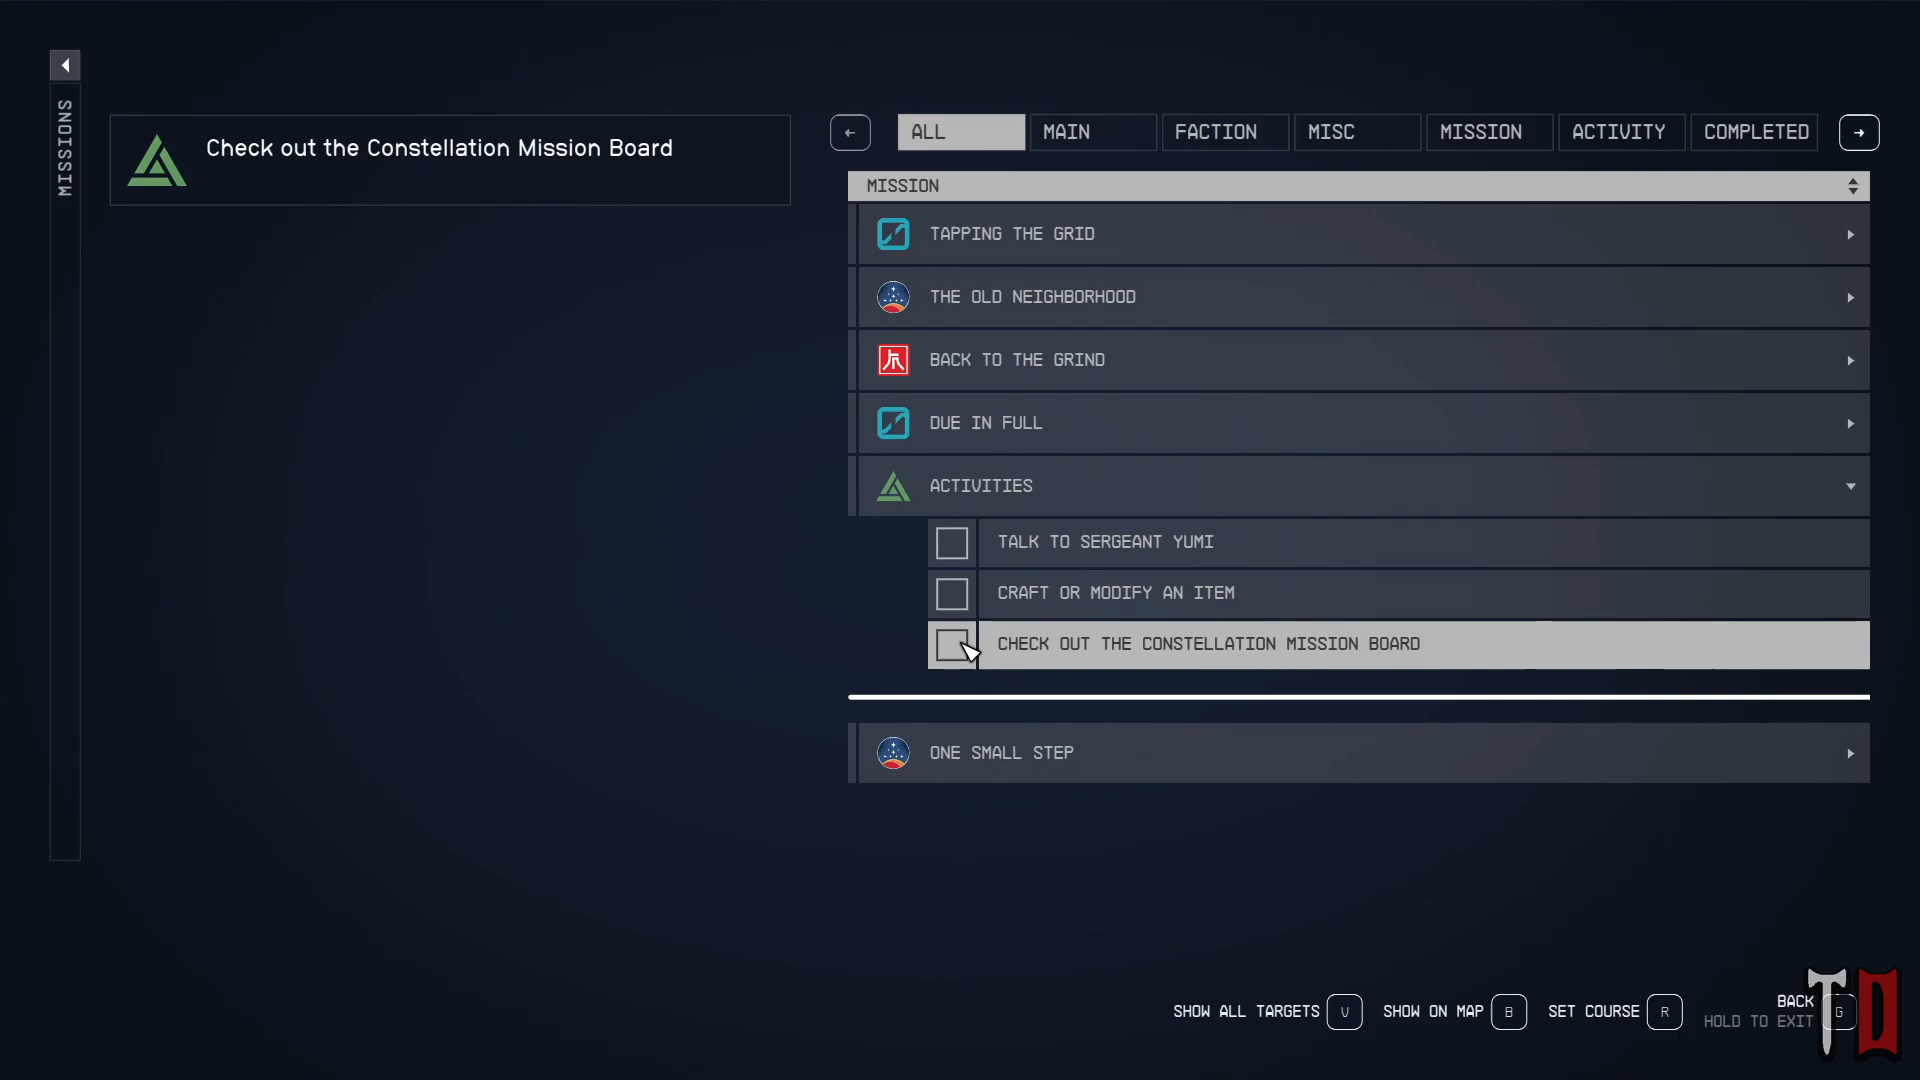 MISSIONS
Check out the Constellation Mission Board
ALL MAIN FACTION MISC MISSION ACTIVITY COMPLETED
MISSION
TAPPING THE GRID
THE OLD NEIGHBORHOOD
BACK TO THE GRIND
DUE IN FULL
ACTIVITIES
TALK TO SERGEANT YUMI
CRAFT OR MODIFY AN ITEM
CHECK OUT THE CONSTELLATION MISSION BOARD
ONE SMALL STEP
SHOW ALL TARGETS V SHOW ON MAP B SET COURSE R BACK G
HOLD TO EXIT
TD